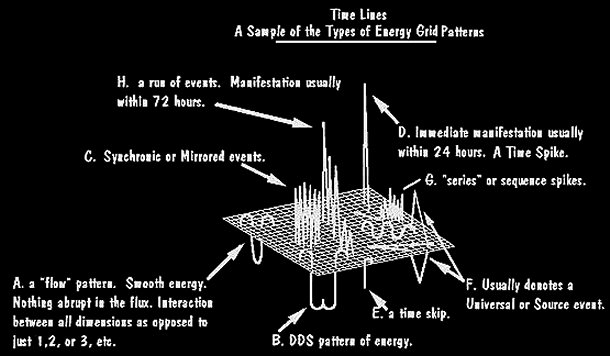 Time Lines
A Sample of the Types of Energy Grid Patterns
H. a run of events. Manifestation usually
within 72 hours.
D. Immediate manifestation usually
within 24 hours. A Time Spike.
C. Synchronic or Mirrored events.
G. "series" or sequence spikes.
A. a "flow" pattern. Smooth energy.
Nothing abrupt in the flux. Interaction
between all dimensions as opposed to
just 1,2, or 3, etc.
F. Usually denotes a
Universal or Source event.
E. a time skip.
B. DDS pattern of energy.